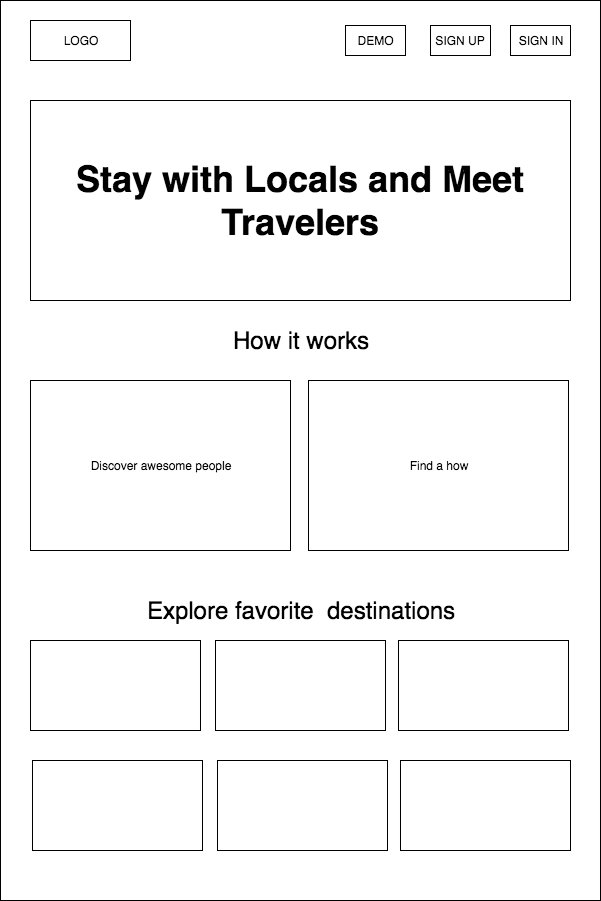 LOGO
DEMO
SIGN UP
SIGN IN
Stay with Locals and Meet
Travelers
How it works
Discover awesome people
Find a how
Explore favorite  destinations